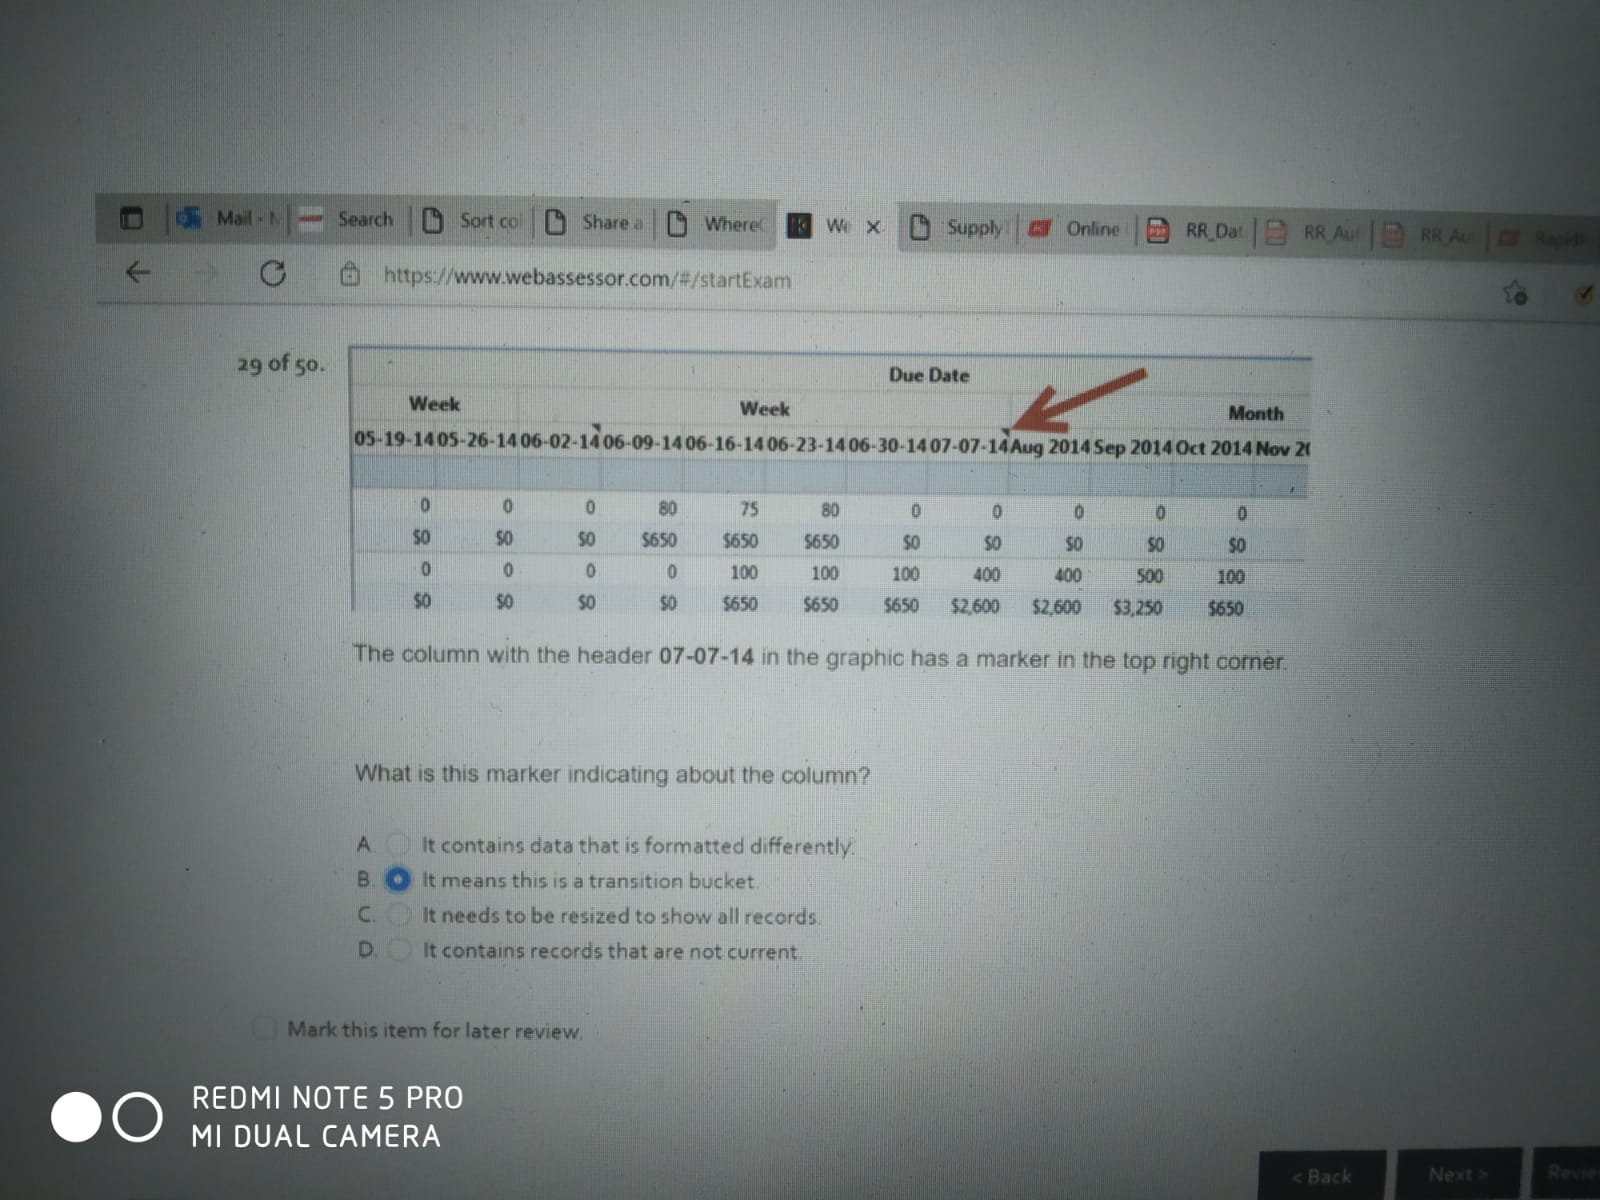 Mail - Search Sort co Share a Where We Supply Online RR_Dat RR_Aut RR_Au
https://www.webassessor.com/#/startExam
29 of 50.
Due Date
Week Week Month
05-19-14 05-26-14 06-02-14 06-09-14 06-16-14 06-23-14 06-30-14 07-07-14 Aug 2014 Sep 2014 Oct 2014 Nov 20
0 0 0 80 75 80 0 0 0 0 0
$0 $0 $0 $650 $650 $650 $0 $0 $0 $0 $0
0 0 0 0 100 100 100 400 400 500 100
$0 $0 $0 $0 $650 $650 $650 $2,600 $2,600 $3,250 $650
The column with the header 07-07-14 in the graphic has a marker in the top right corner.
What is this marker indicating about the column?
A. It contains data that is formatted differently.
B. It means this is a transition bucket.
C. It needs to be resized to show all records.
D. It contains records that are not current.
Mark this item for later review.
REDMI NOTE 5 PRO
MI DUAL CAMERA
< Back Next > Revie